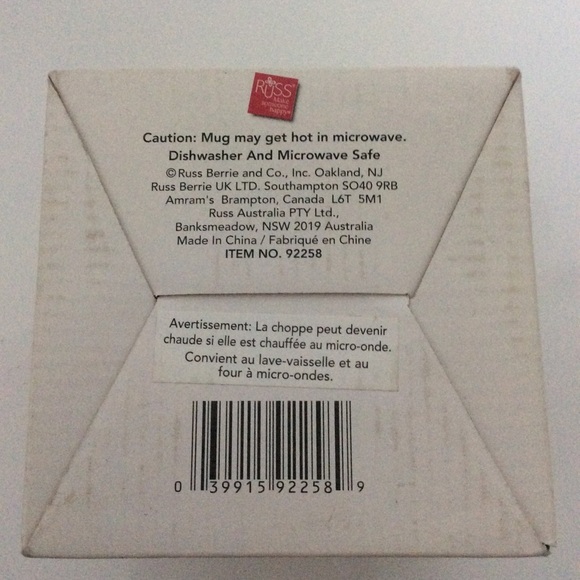 RUSS
Make
someone
happy
Caution: Mug may get hot in microwave.
Dishwasher And Microwave Safe
©Russ Berrie and Co., Inc. Oakland, NJ
Russ Berrie UK LTD. Southampton SO40 9RB
Amram's Brampton, Canada L6T 5M1
Russ Australia PTY Ltd.,
Banksmeadow, NSW 2019 Australia
Made In China / Fabriqué en Chine
ITEM NO. 92258
Avertissement: La choppe peut devenir
chaude si elle est chauffée au micro-onde.
Convient au lave-vaisselle et au
four à micro-ondes.
0 39915 92258 9